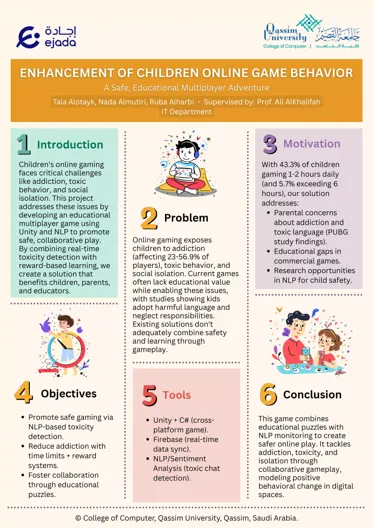 إجادة
ejada
Qassim
University
جامعة القصيم
College of Computer | كلية الحاسب
ENHANCEMENT OF CHILDREN ONLINE GAME BEHAVIOR
A Safe, Educational Multiplayer Adventure
Tala Alotayk, Nada Almutiri, Ruba Alharbi - Supervised by: Prof. Ali AlKhalifah
IT Department
1 Introduction
Children's online gaming
faces critical challenges
like addiction, toxic
behavior, and social
isolation. This project
addresses these issues by
developing an educational
multiplayer game using
Unity and NLP to promote
safe, collaborative play.
By combining real-time
toxicity detection with
reward-based learning, we
create a solution that
benefits children, parents,
and educators.
2 Problem
Online gaming exposes
children to addiction
(affecting 23-56.9% of
players), toxic behavior, and
social isolation. Current games
often lack educational value
while enabling these issues,
with studies showing kids
adopt harmful language and
neglect responsibilities.
Existing solutions don't
adequately combine safety
and learning through
gameplay.
3 Motivation
With 43.3% of children
gaming 1-2 hours daily
(and 5.7% exceeding 6
hours), our solution
addresses:
• Parental concerns
about addiction and
toxic language (PUBG
study findings).
• Educational gaps in
commercial games.
• Research opportunities
in NLP for child safety.
4 Objectives
• Promote safe gaming via
NLP-based toxicity
detection.
• Reduce addiction with
time limits + reward
systems.
• Foster collaboration
through educational
puzzles.
5 Tools
• Unity + C# (cross-
platform game).
• Firebase (real-time
data sync).
• NLP/Sentiment
Analysis (toxic chat
detection).
6 Conclusion
This game combines
educational puzzles with
NLP monitoring to create
safer online play. It tackles
addiction, toxicity, and
isolation through
collaborative gameplay,
modeling positive
behavioral change in digital
spaces.
© College of Computer, Qassim University, Qassim, Saudi Arabia.